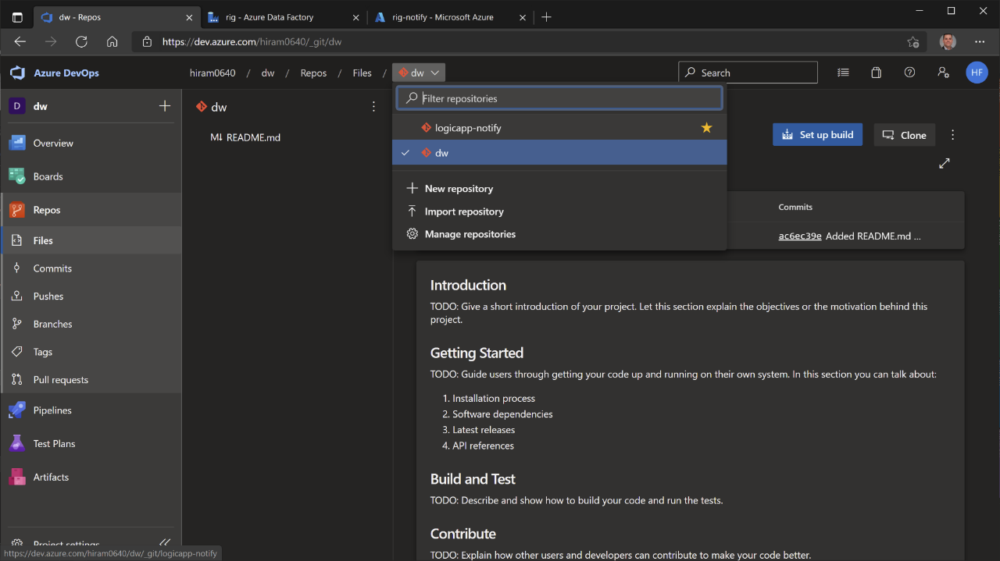 dw - Repos
rig - Azure Data Factory
rig-notify - Microsoft Azure
https://dev.azure.com/hiram0640/_git/dw
Azure DevOps
hiram0640 / dw / Repos / Files / dw
Search
HF
D dw
Overview
Boards
Repos
Files
Commits
Pushes
Branches
Tags
Pull requests
Pipelines
Test Plans
Artifacts
Project settings
https://dev.azure.com/hiram0640/dw/_git/logicapp-notify
dw
M↓ README.md
Filter repositories
logicapp-notify
dw
New repository
Import repository
Manage repositories
Set up build
Clone
Commits
ac6ec39e Added README.md ...
Introduction
TODO: Give a short introduction of your project. Let this section explain the objectives or the motivation behind this
project.
Getting Started
TODO: Guide users through getting your code up and running on their own system. In this section you can talk about:
1. Installation process
2. Software dependencies
3. Latest releases
4. API references
Build and Test
TODO: Describe and show how to build your code and run the tests.
Contribute
TODO: Explain how other users and developers can contribute to make your code better.